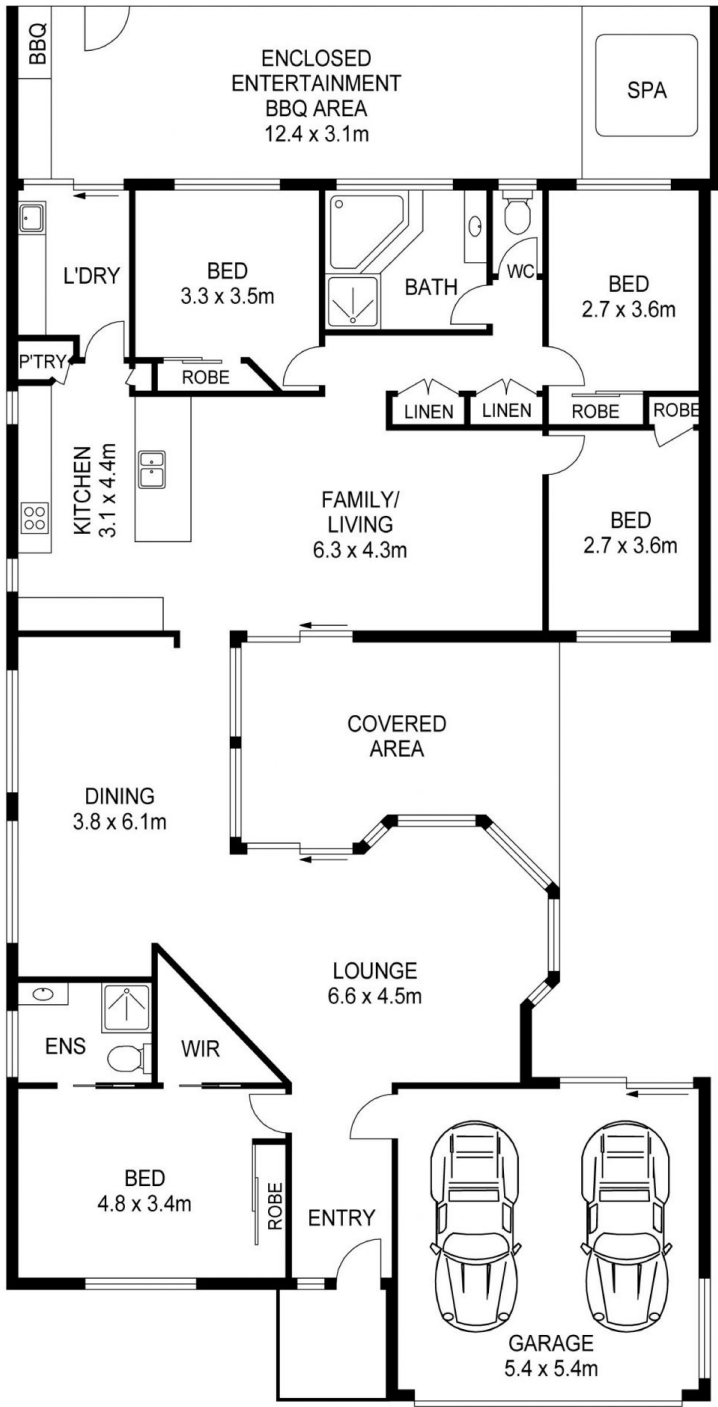 BBQ
ENCLOSED
ENTERTAINMENT
BBQ AREA
12.4 x 3.1m
SPA
L'DRY
BED
3.3 x 3.5m
BATH
WC
BED
2.7 x 3.6m
P'TRY
ROBE
LINEN
LINEN
ROBE
ROBE
KITCHEN
3.1 x 4.4m
FAMILY/
LIVING
6.3 x 4.3m
BED
2.7 x 3.6m
COVERED
AREA
DINING
3.8 x 6.1m
LOUNGE
6.6 x 4.5m
ENS
WIR
BED
4.8 x 3.4m
ROBE
ENTRY
GARAGE
5.4 x 5.4m